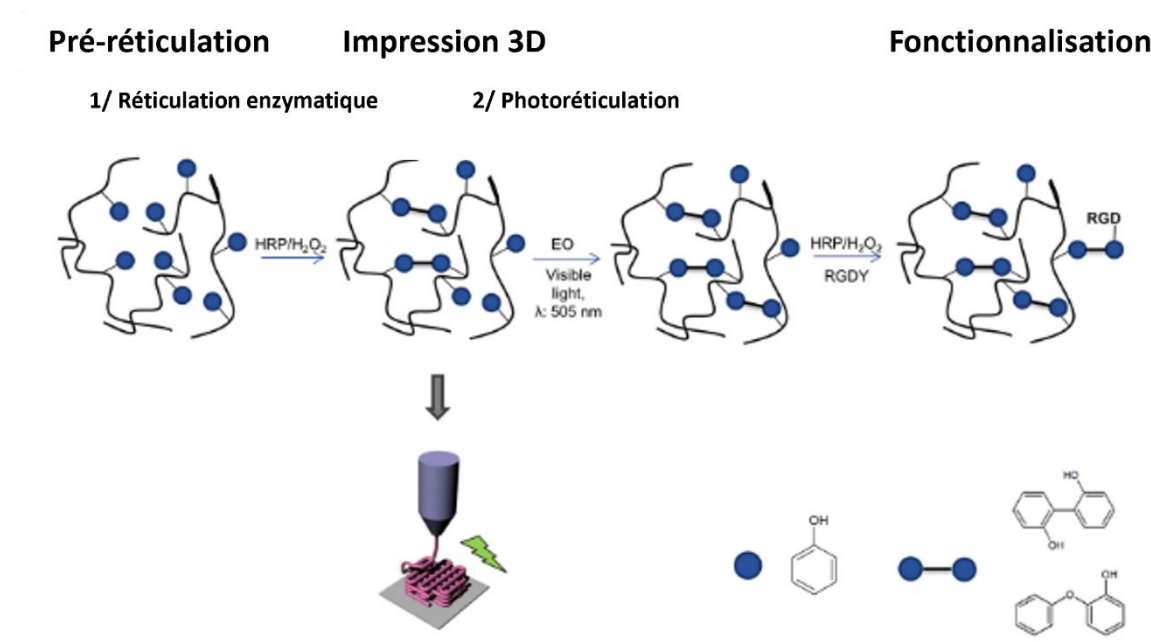 Pré-réticulation
Impression 3D
Fonctionnalisation
1/ Réticulation enzymatique
2/ Photoréticulation
HRP/H₂O₂
EO
Visible
light,
λ: 505 nm
HRP/H₂O₂
RGDY
RGD
OH
HO
OH
O
OH